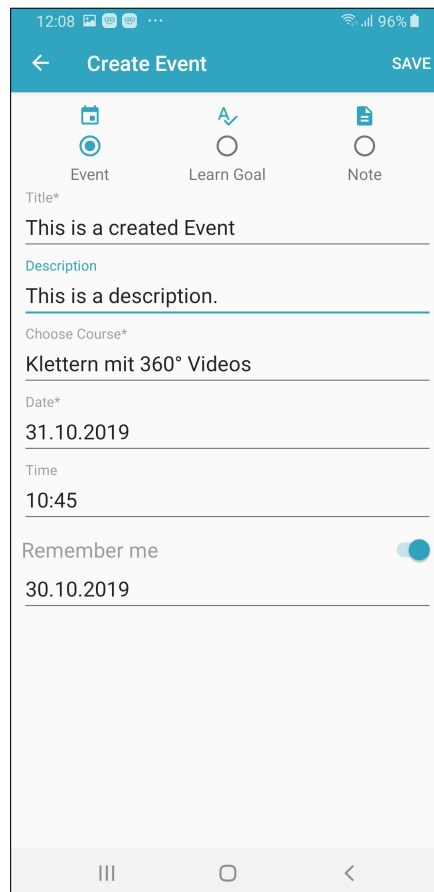 12:08 ... 96%
Create Event SAVE
Event Learn Goal Note
Title*
This is a created Event
Description
This is a description.
Choose Course*
Klettern mit 360° Videos
Date*
31.10.2019
Time
10:45
Remember me
30.10.2019